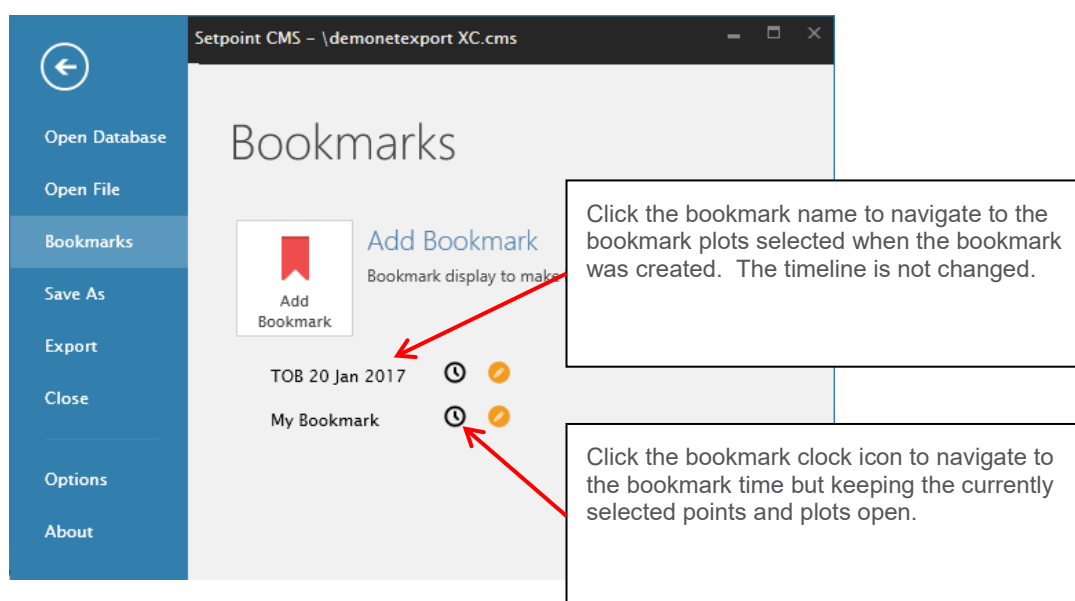 Setpoint CMS – \demonetexport XC.cms
Open Database
Open File
Bookmarks
Save As
Export
Close
Options
About
Bookmarks
Add
Bookmark
Add Bookmark
Bookmark display to make
TOB 20 Jan 2017
My Bookmark
Click the bookmark name to navigate to the
bookmark plots selected when the bookmark
was created.  The timeline is not changed.
Click the bookmark clock icon to navigate to
the bookmark time but keeping the currently
selected points and plots open.